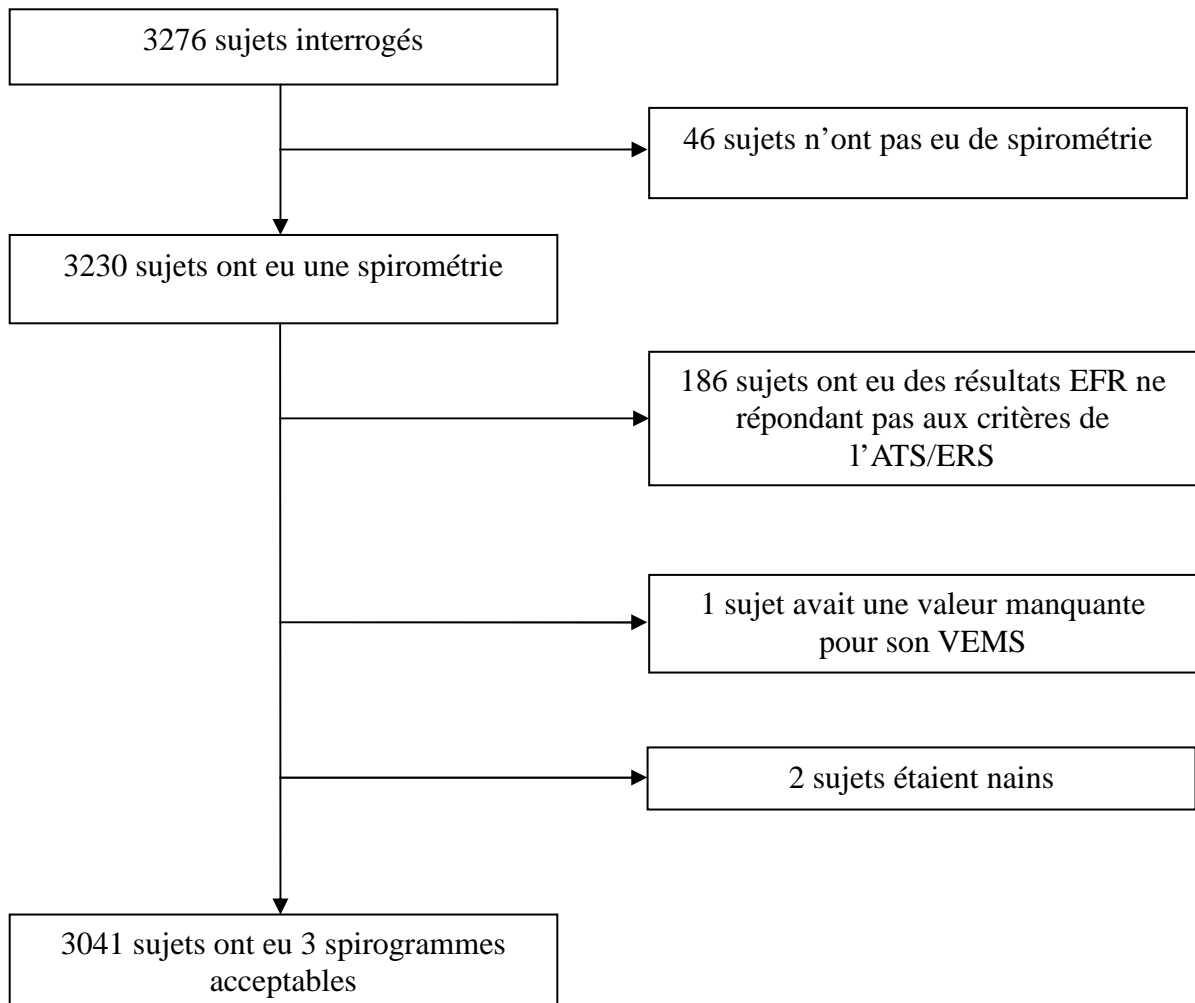 3276 sujets interrogés
46 sujets n’ont pas eu de spirométrie
3230 sujets ont eu une spirométrie
186 sujets ont eu des résultats EFR ne
répondant pas aux critères de
l’ATS/ERS
1 sujet avait une valeur manquante
pour son VEMS
2 sujets étaient nains
3041 sujets ont eu 3 spirogrammes
acceptables